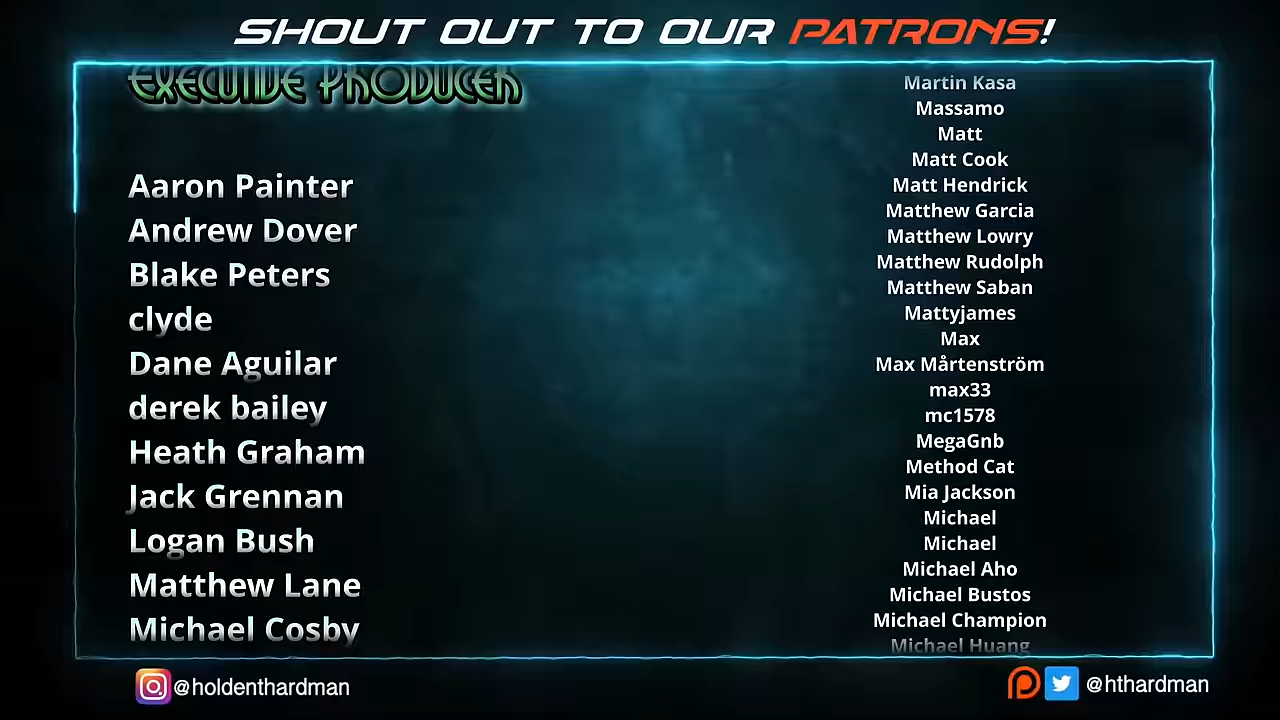 SHOUT OUT TO OUR PATRONS!
EXECUTIVE PRODUCER
Aaron Painter
Andrew Dover
Blake Peters
clyde
Dane Aguilar
derek bailey
Heath Graham
Jack Grennan
Logan Bush
Matthew Lane
Michael Cosby
Martin Kasa
Massamo
Matt
Matt Cook
Matt Hendrick
Matthew Garcia
Matthew Lowry
Matthew Rudolph
Matthew Saban
Mattyjames
Max
Max Mårtenström
max33
mc1578
MegaGnb
Method Cat
Mia Jackson
Michael
Michael
Michael Aho
Michael Bustos
Michael Champion
Michael Huang
@holdenthardman
@hthardman